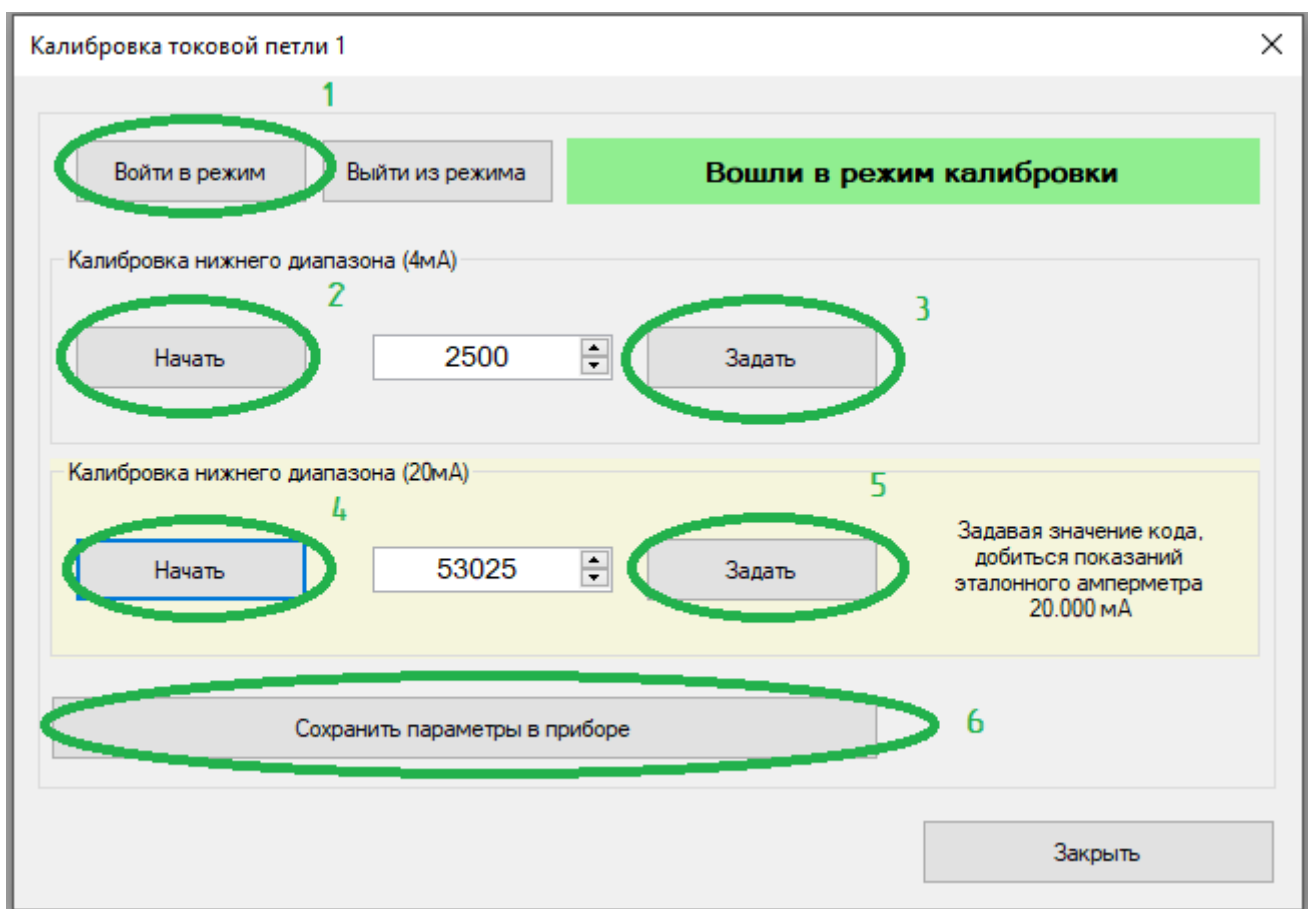 Калибровка токовой петли 1
1
Войти в режим
Выйти из режима
Вошли в режим калибровки
Калибровка нижнего диапазона (4мА)
2
3
Начать
2500
Задать
Калибровка нижнего диапазона (20мА)
4
5
Начать
53025
Задать
Задавая значение кода,
добиться показаний
эталонного амперметра
20.000 мА
Сохранить параметры в приборе
6
Закрыть